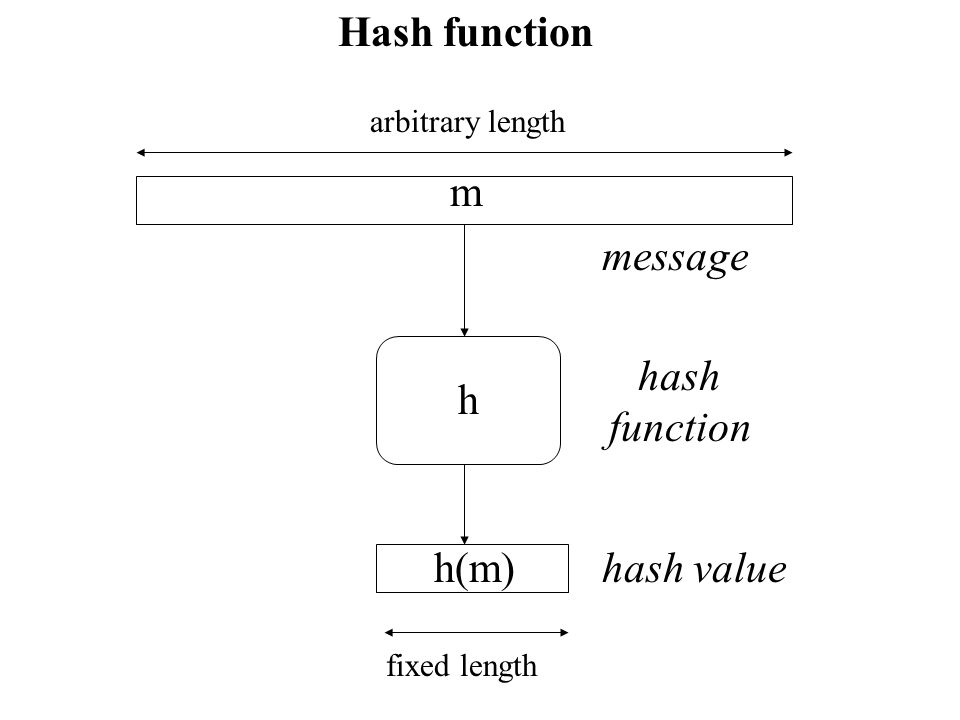 Hash function
arbitrary length
m
message
h
hash
function
h(m)
hash value
fixed length